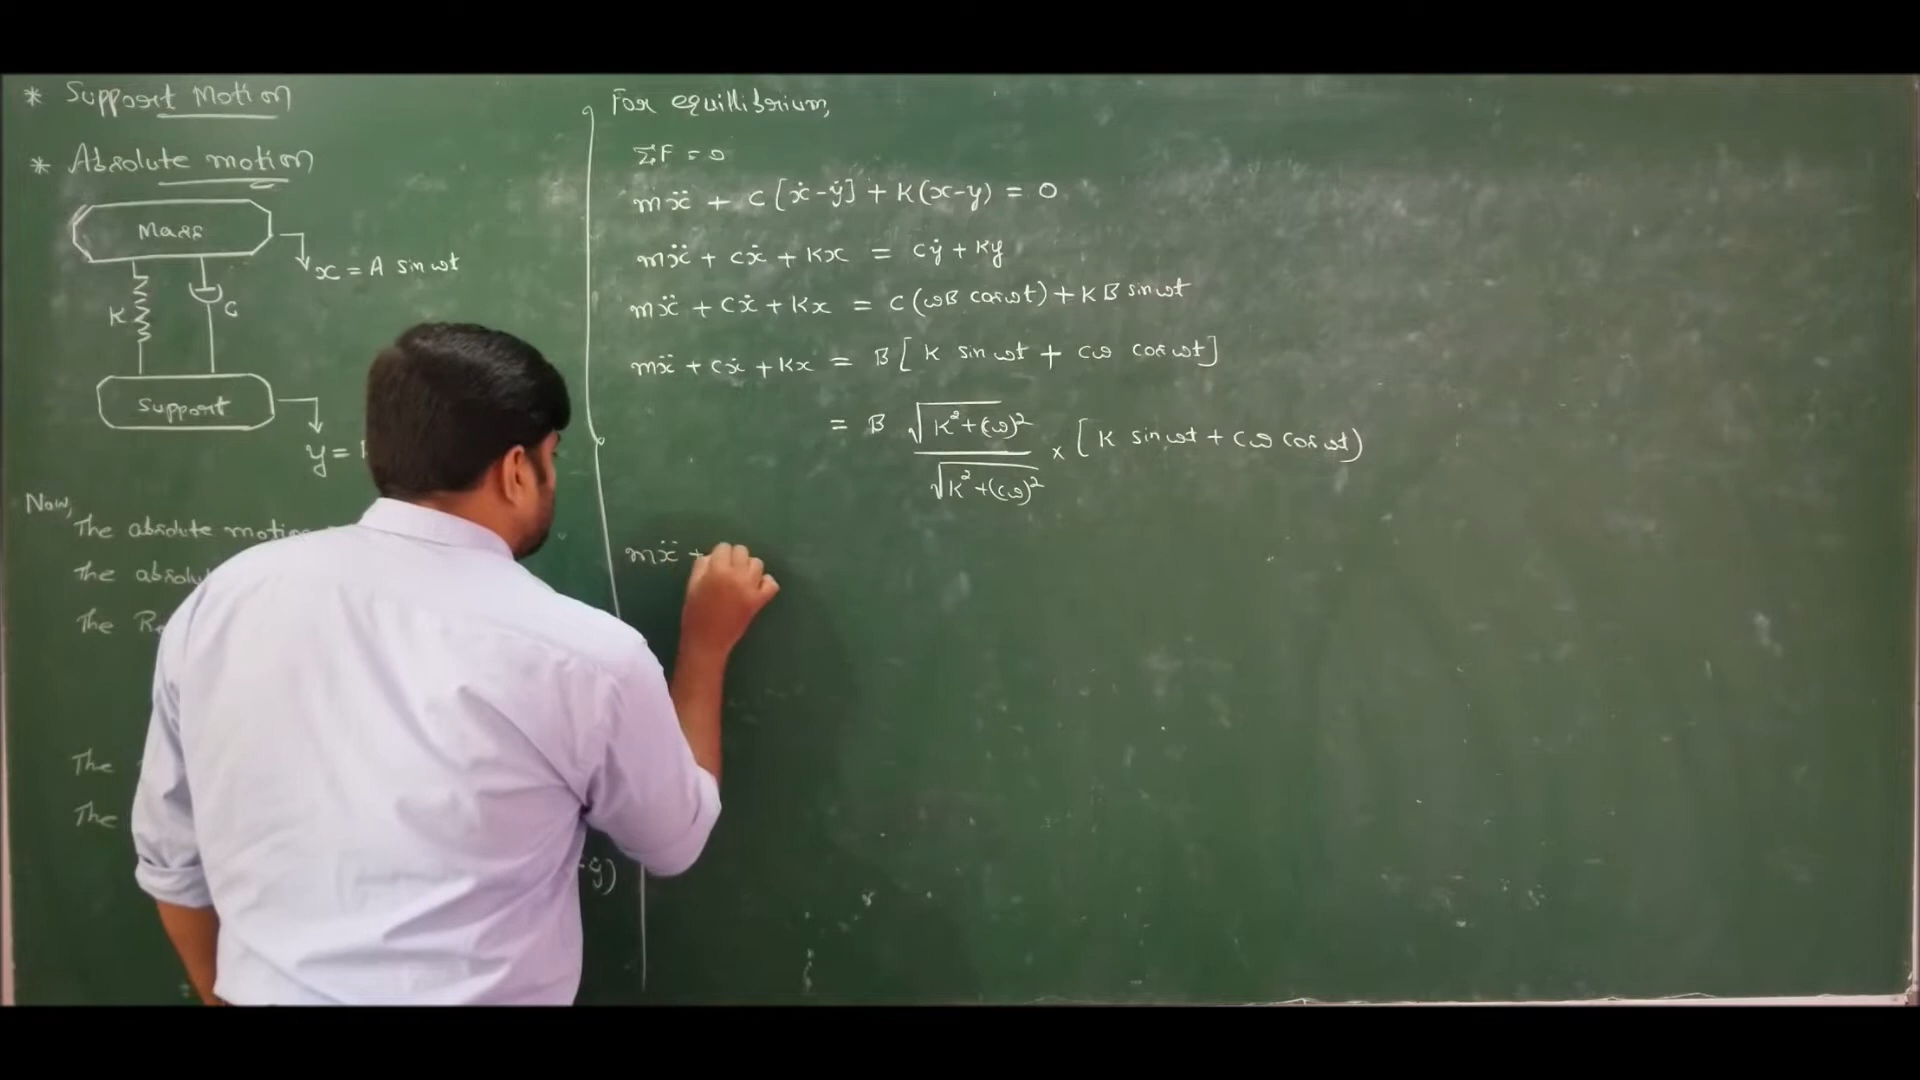 * Support Motion
* Absolute motion
Mass
x = A sin ωt
K
C
Support
y =
Now,
The absolute motion
The
The
The
The
ẏ)
For equillibrium,
ΣF = 0
mẍ + C[ẋ-ẏ] + K(x-y) = 0
mẍ + cẋ + Kx = cẏ + Ky
mẍ + cẋ + Kx = C(ωB cosωt) + KB sinωt
mẍ + cẋ + Kx = B[K sinωt + cω cosωt]
= B √K²+(cω)² / √K²+(cω)² × [K sinωt + cω cosωt)
mẍ +